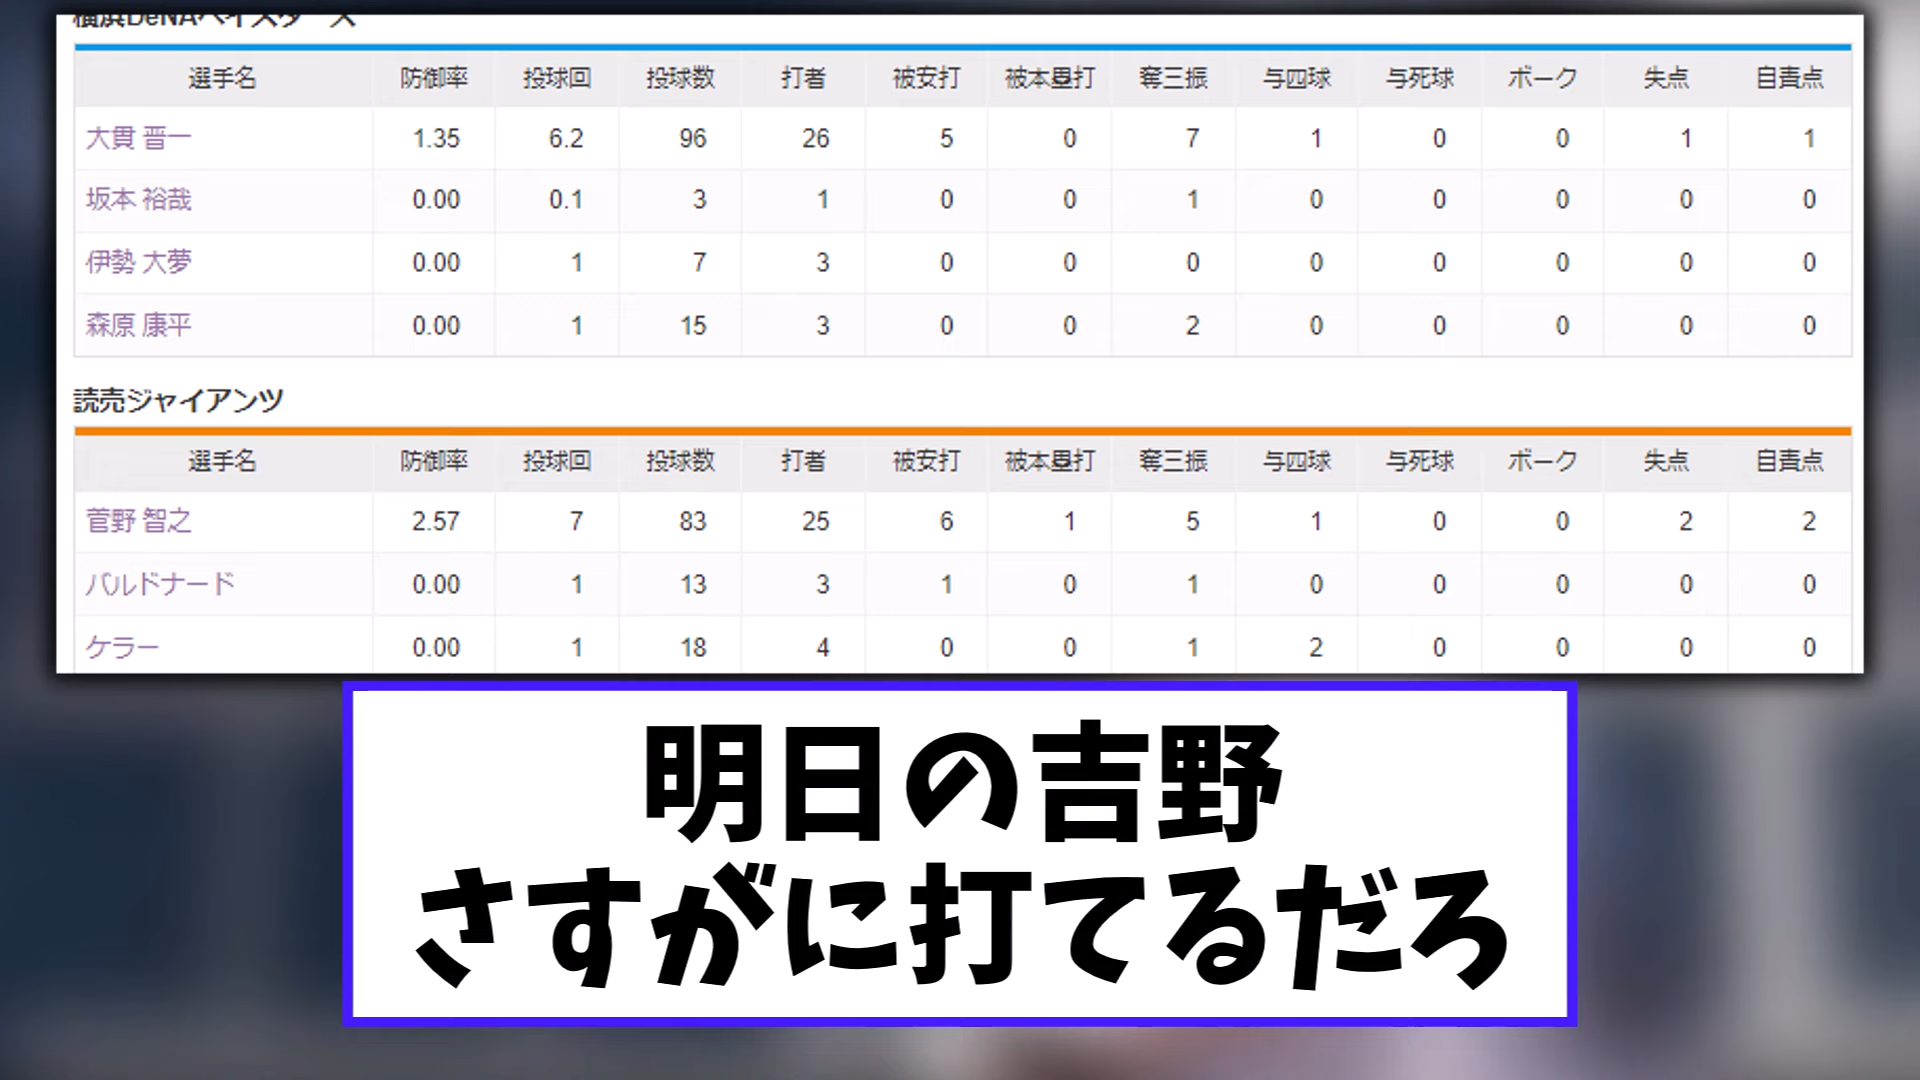 横浜DeNAベイスターズ
選手名 防御率 投球回 投球数 打者 被安打 被本塁打 奪三振 与四球 与死球 ボーク 失点 自責点
大貫 晋一 1.35 6.2 96 26 5 0 7 1 0 0 1 1
坂本 裕哉 0.00 0.1 3 1 0 0 1 0 0 0 0 0
伊勢 大夢 0.00 1 7 3 0 0 0 0 0 0 0 0
森原 康平 0.00 1 15 3 0 0 2 0 0 0 0 0
読売ジャイアンツ
選手名 防御率 投球回 投球数 打者 被安打 被本塁打 奪三振 与四球 与死球 ボーク 失点 自責点
菅野 智之 2.57 7 83 25 6 1 5 1 0 0 2 2
バルドナード 0.00 1 13 3 1 0 1 0 0 0 0 0
ケラー 0.00 1 18 4 0 0 1 2 0 0 0 0
明日の吉野
さすがに打てるだろ